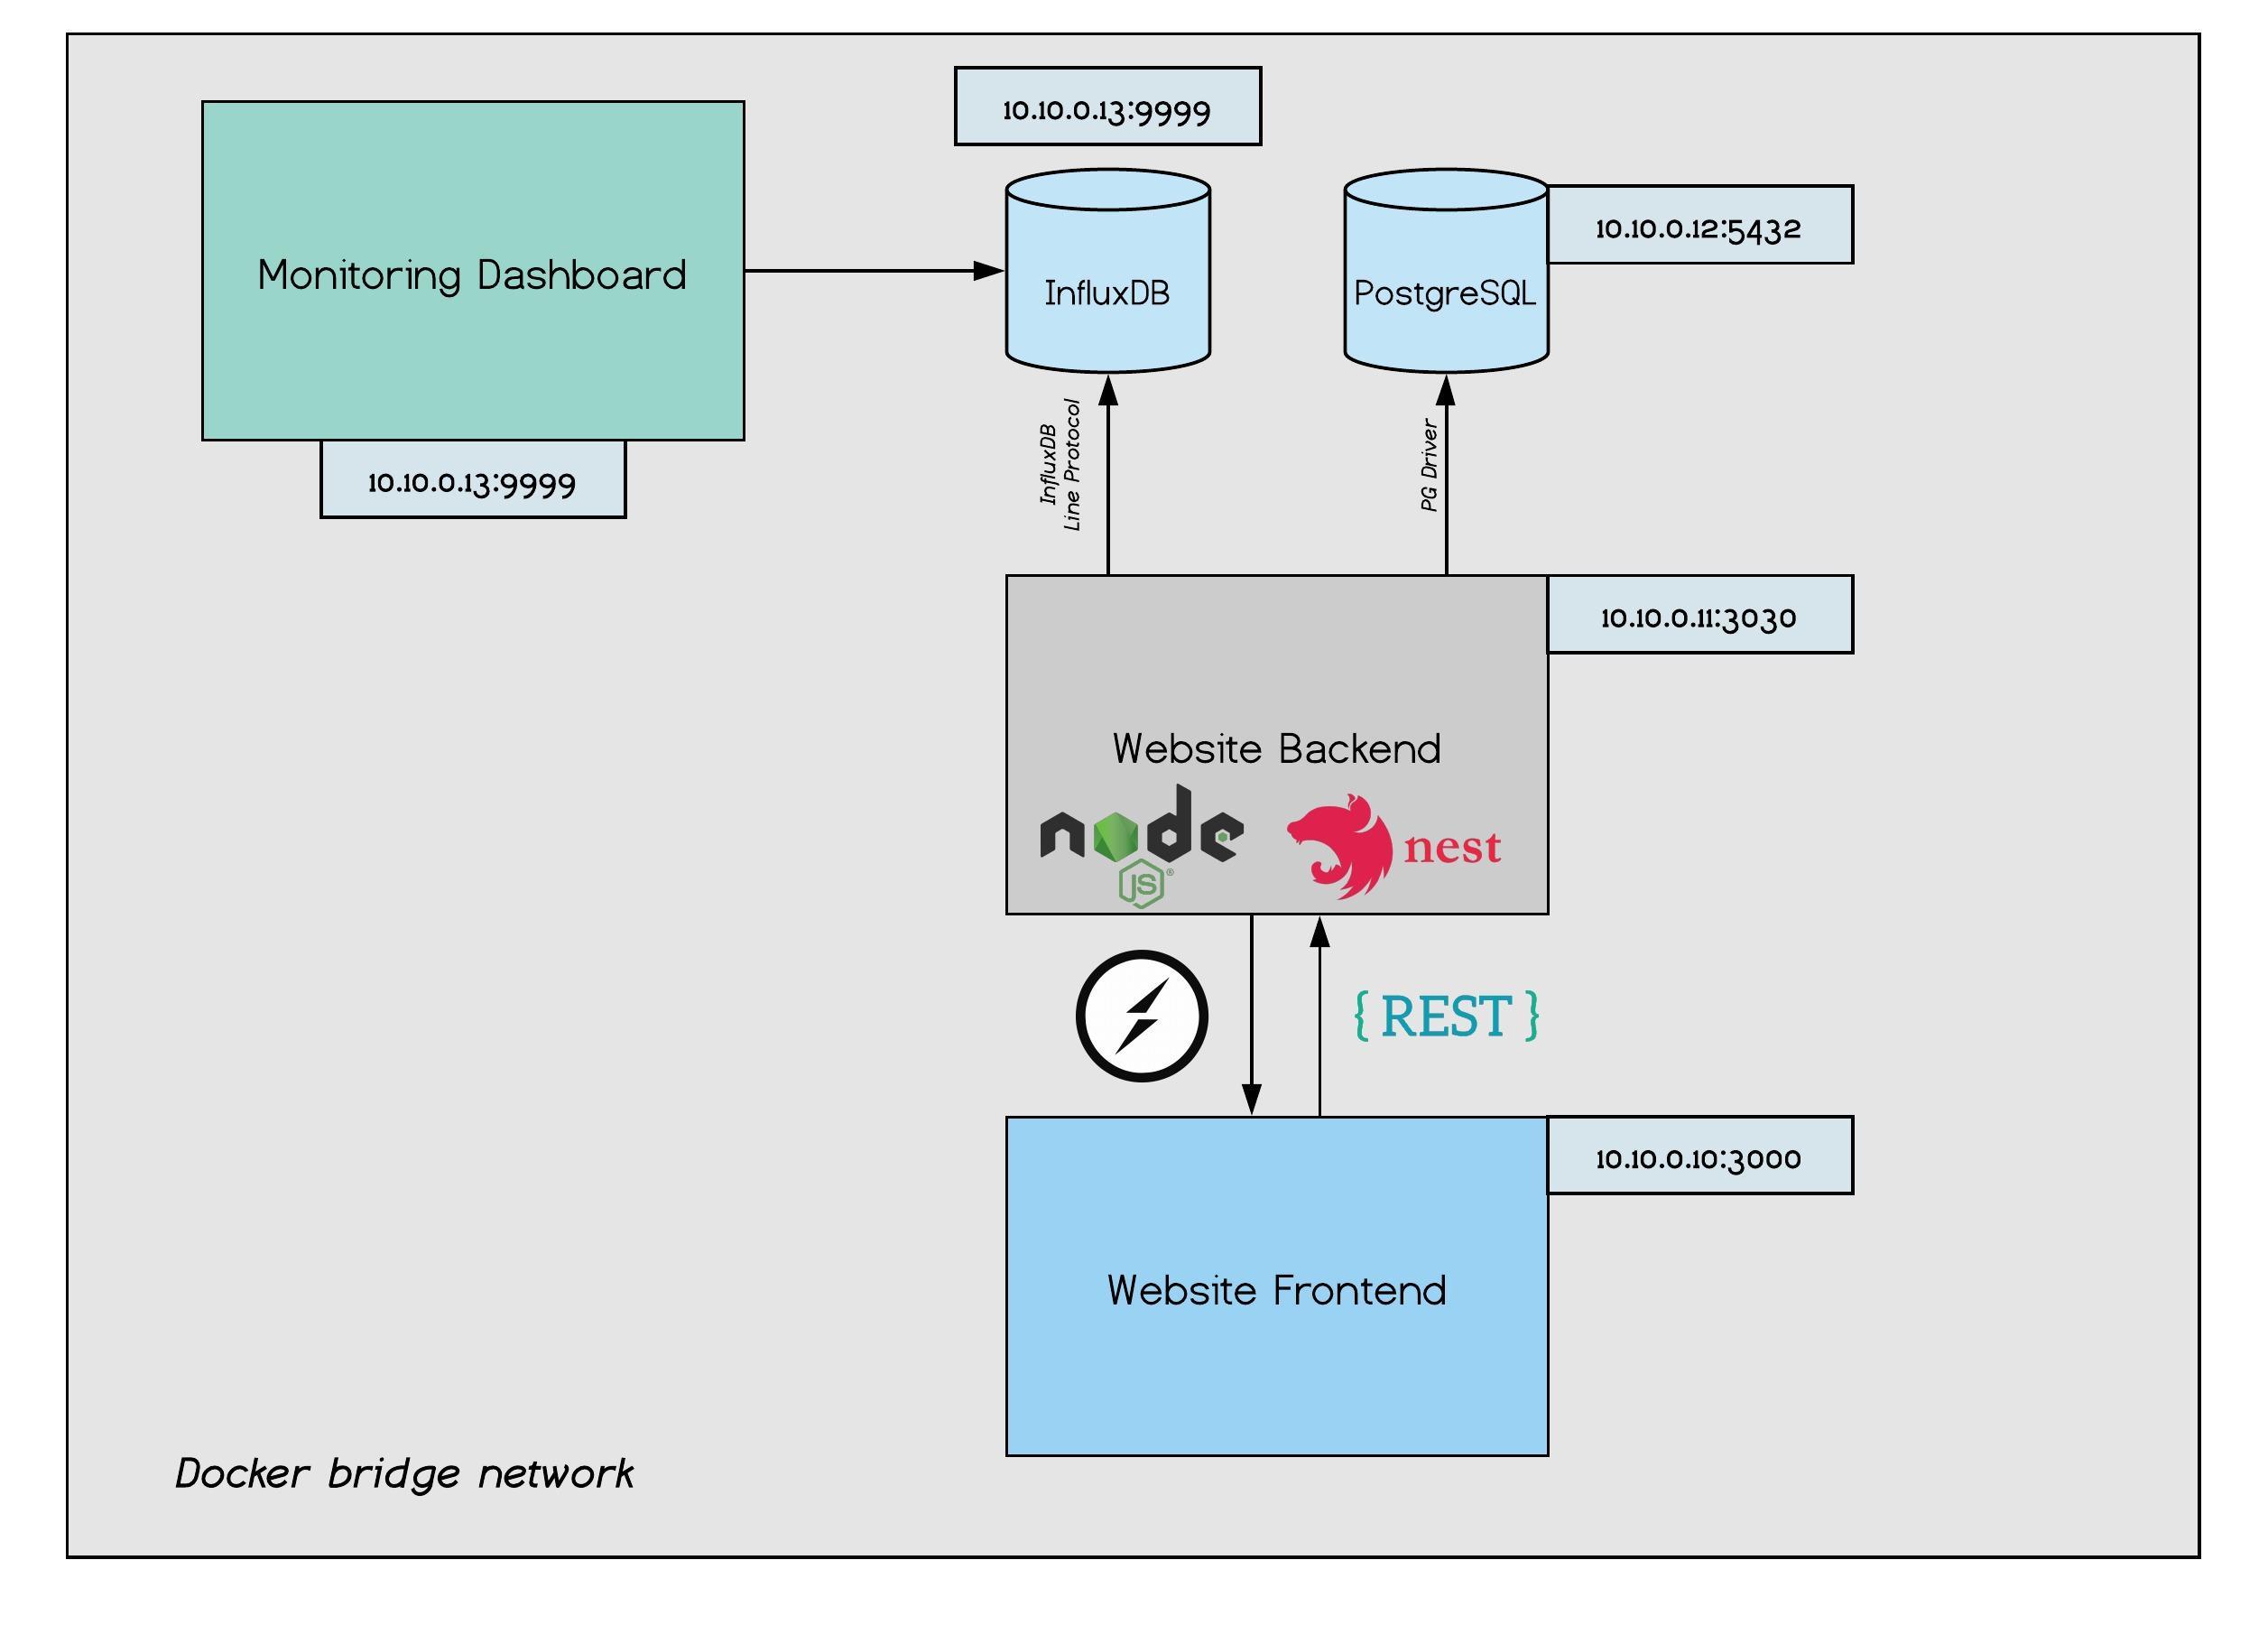 10.10.0.13:9999
Monitoring Dashboard
10.10.0.13:9999
InfluxDB
PostgreSQL
10.10.0.12:5432
InfluxDB
Line Protocol
PG Driver
10.10.0.11:3030
Website Backend
node
JS®
nest
{ REST }
10.10.0.10:3000
Website Frontend
Docker bridge network